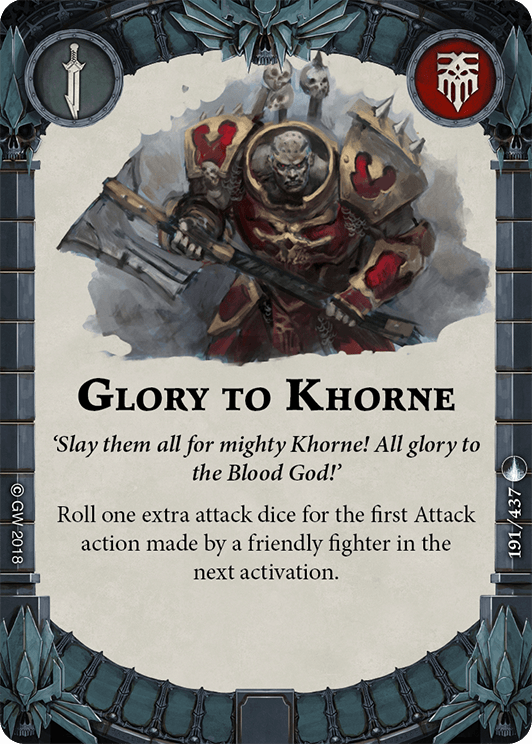 GLORY TO KHORNE
‘Slay them all for mighty Khorne! All glory to
the Blood God!’
Roll one extra attack dice for the first Attack
action made by a friendly fighter in the
next activation.
© GW 2018
191/437